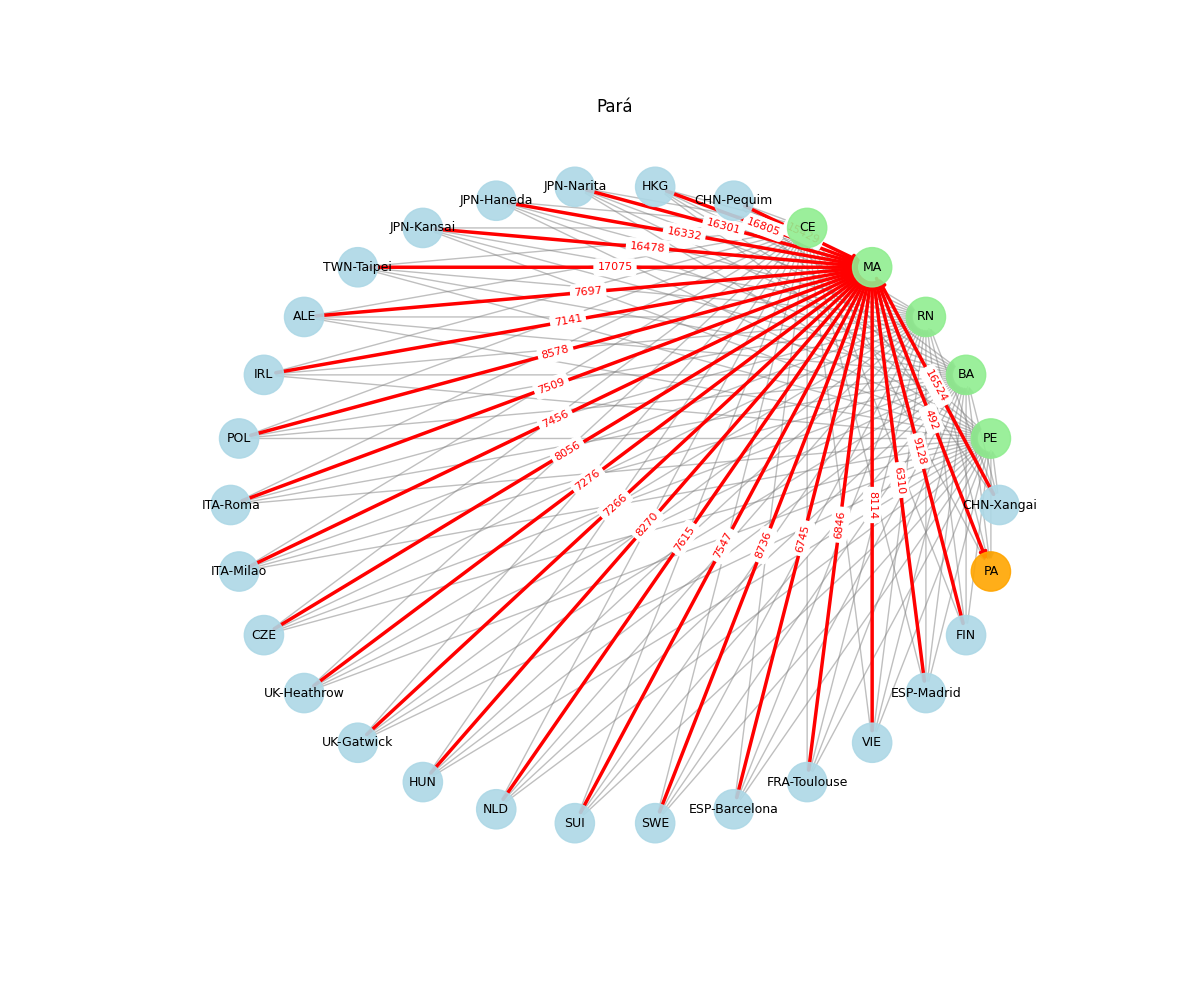 Pará
JPN-Narita
HKG
JPN-Haneda
CHN-Pequim
JPN-Kansai
CE
16301
16805
16332
16478
TWN-Taipei
17075
MA
7697
ALE
7141
RN
8578
IRL
7509
BA
16524
7456
492
POL
8056
9128
PE
7276
6310
ITA-Roma
7266
8114
CHN-Xangai
8270
7615
7547
8736
6745
6846
ITA-Milao
PA
CZE
FIN
UK-Heathrow
ESP-Madrid
UK-Gatwick
VIE
HUN
FRA-Toulouse
NLD
ESP-Barcelona
SUI
SWE